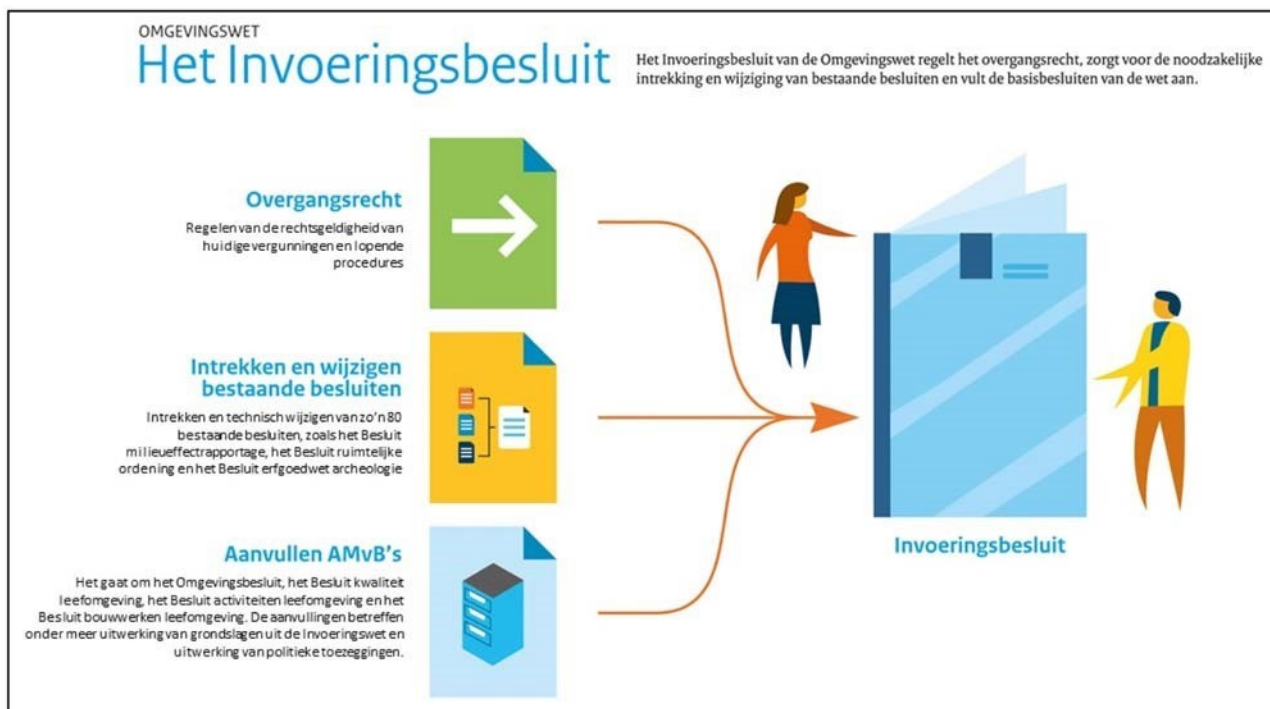 OMGEVINGSWET
Het Invoeringsbesluit
Het Invoeringsbesluit van de Omgevingswet regelt het overgangsrecht, zorgt voor de noodzakelijke
intrekking en wijziging van bestaande besluiten en vult de basisbesluiten van de wet aan.
Overgangsrecht
Regelen van de rechtsgeldigheid van
huidige vergunningen en lopende
procedures
Intrekken en wijzigen
bestaande besluiten
Intrekken en technisch wijzigen van zo'n 80
bestaande besluiten, zoals het Besluit
milieueffectrapportage, het Besluit ruimtelijke
ordening en het Besluit erfgoedwet archeologie
Aanvullen AMvB's
Het gaat om het Omgevingsbesluit, het Besluit kwaliteit
leefomgeving, het Besluit activiteiten leefomgeving en het
Besluit bouwwerken leefomgeving. De aanvullingen betreffen
onder meer uitwerking van grondslagen uit de Invoeringswet en
uitwerking van politieke toezeggingen.
Invoeringsbesluit